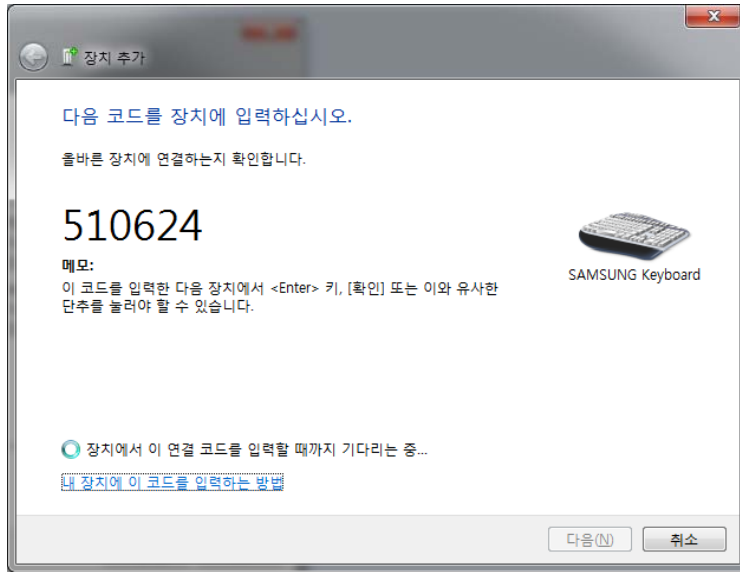 장치 추가
다음 코드를 장치에 입력하십시오.
올바른 장치에 연결하는지 확인합니다.
510624
메모:
이 코드를 입력한 다음 장치에서 <Enter> 키, [확인] 또는 이와 유사한
단추를 눌러야 할 수 있습니다.
SAMSUNG Keyboard
장치에서 이 연결 코드를 입력할 때까지 기다리는 중...
내 장치에 이 코드를 입력하는 방법
다음(N)
취소